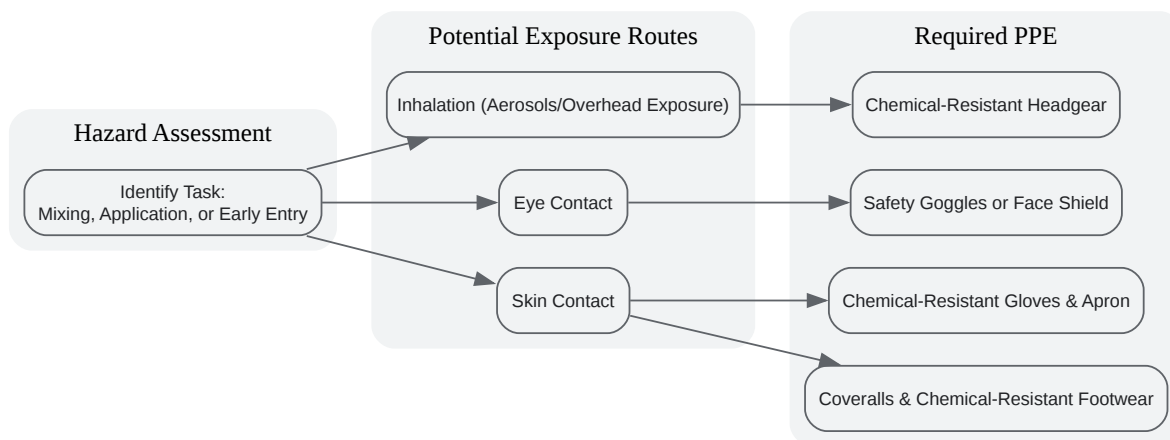 Hazard Assessment
Identify Task:
Mixing, Application, or Early Entry
Potential Exposure Routes
Inhalation (Aerosols/Overhead Exposure)
Eye Contact
Skin Contact
Required PPE
Chemical-Resistant Headgear
Safety Goggles or Face Shield
Chemical-Resistant Gloves & Apron
Coveralls & Chemical-Resistant Footwear